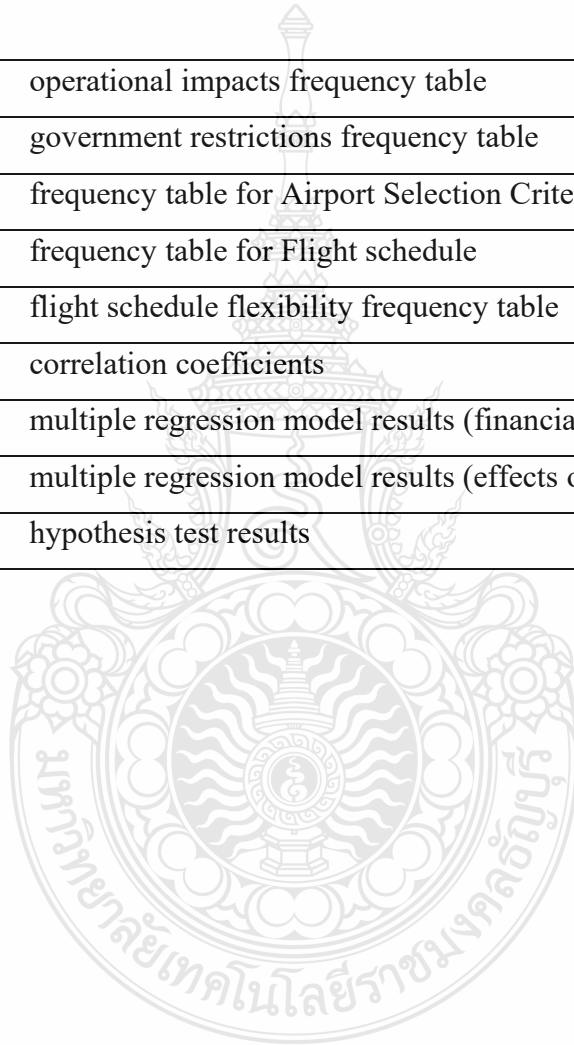 operational impacts frequency table
government restrictions frequency table
frequency table for Airport Selection Crite
frequency table for Flight schedule
flight schedule flexibility frequency table
correlation coefficients
multiple regression model results (financia
multiple regression model results (effects o
hypothesis test results
มหาวิทยาลัยเทคโนโลยีราชมงคลธัญบุรี